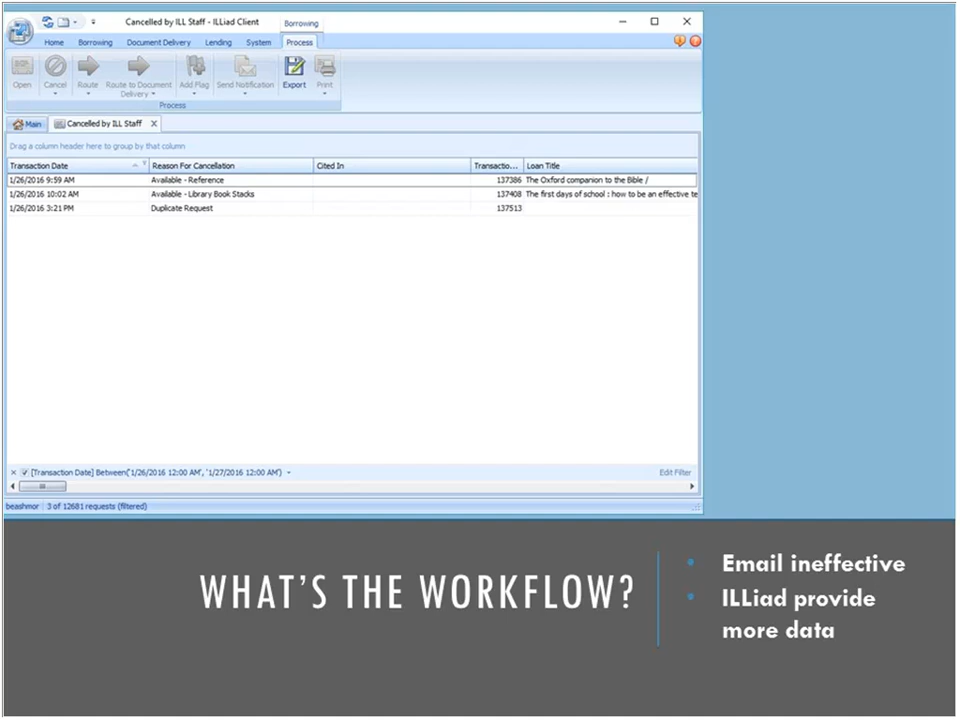 Cancelled by ILL Staff - ILLiad Client
Borrowing
Home Borrowing Document Delivery Lending System Process
Open Cancel Route Route to Document Delivery Add Flag Send Notification Export Print
Process
Main Cancelled by ILL Staff X
Drag a column header here to group by that column
Transaction Date Reason For Cancellation Cited In Transactio... Loan Title
1/26/2016 9:59 AM Available - Reference 137386 The Oxford companion to the Bible /
1/26/2016 10:02 AM Available - Library Book Stacks 137408 The first days of school : how to be an effective te
1/26/2016 3:21 PM Duplicate Request 137513
[Transaction Date] Between('1/26/2016 12:00 AM', '1/27/2016 12:00 AM') Edit Filter
beashmor 3 of 12681 requests (filtered)
WHAT'S THE WORKFLOW?
• Email ineffective
• ILLiad provide
more data